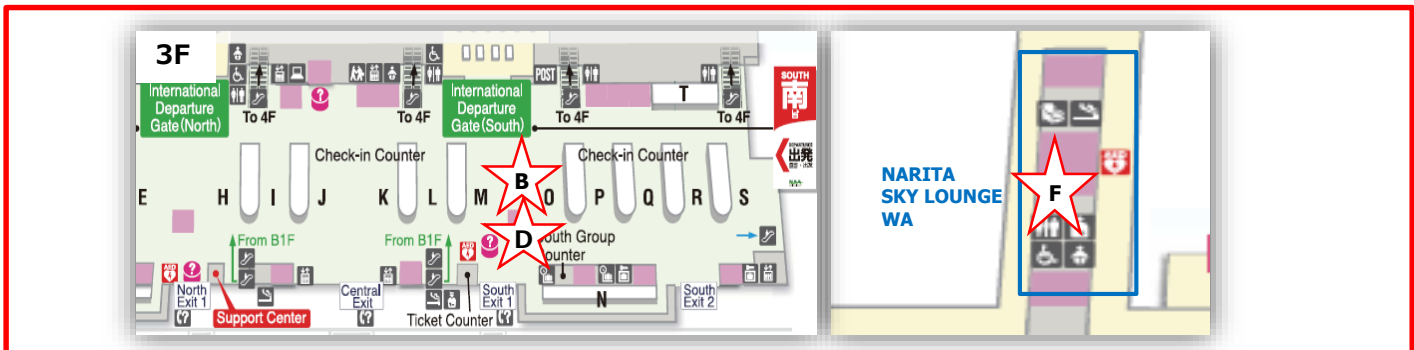 3F
International
Departure
Gate(North)
To 4F
To 4F
International
Departure
Gate(South)
POST
To 4F
T
To 4F
SOUTH
南
出発
Check-in Counter
Check-in Counter
E
H
I
J
K
L
M
B
O
P
Q
R
S
From B1F
From B1F
AED
D
South Group
Counter
AED
North
Exit 1
Support Center
Central
Exit
Ticket Counter
South
Exit 1
N
South
Exit 2
NARITA
SKY LOUNGE
WA
AED
F